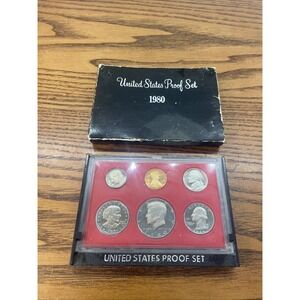 United States Proof Set
1980
UNITED STATES PROOF SET